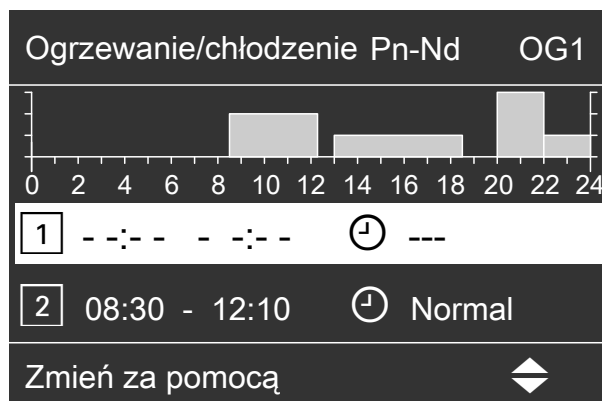 Ogrzewanie/chłodzenie Pn-Nd OG1
0 2 4 6 8 10 12 14 16 18 20 22 24
1 - -:- - - -:- - ---
2 08:30 - 12:10 Normal
Zmień za pomocą